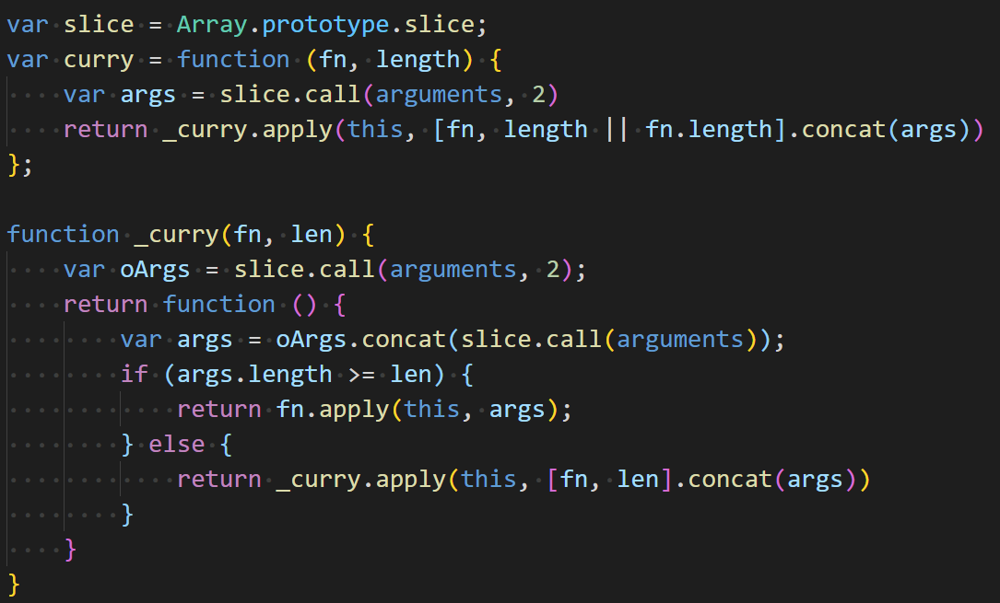 var slice = Array.prototype.slice;
var curry = function (fn, length) {
    var args = slice.call(arguments, 2)
    return _curry.apply(this, [fn, length || fn.length].concat(args))
};

function _curry(fn, len) {
    var oArgs = slice.call(arguments, 2);
    return function () {
        var args = oArgs.concat(slice.call(arguments));
        if (args.length >= len) {
            return fn.apply(this, args);
        } else {
            return _curry.apply(this, [fn, len].concat(args))
        }
    }
}